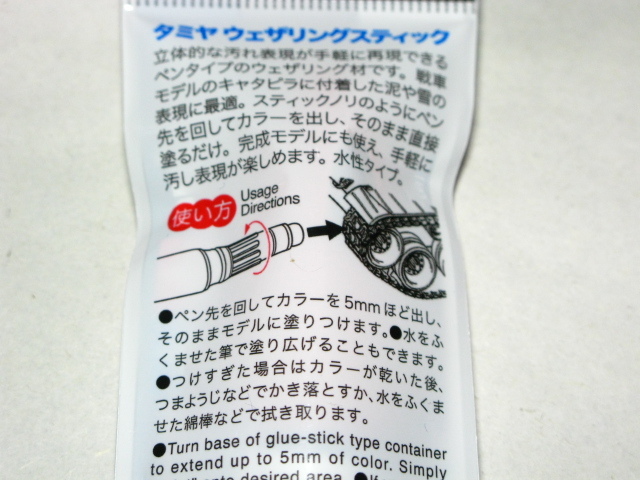 タミヤ ウェザリングスティック
立体的な汚れ表現が手軽に再現できる
ペンタイプのウェザリング材です。戦車
モデルのキャタピラに付着した泥や雪の
表現に最適。スティックノリのようにペン
先を回してカラーを出し、そのまま直接
塗るだけ。完成モデルにも使え、手軽に
汚し表現が楽しめます。水性タイプ。
使い方
Usage
Directions
●ペン先を回してカラーを5mmほど出し、
そのままモデルに塗りつけます。●水をふ
くませた筆で塗り広げることもできます。
●つけすぎた場合はカラーが乾いた後、
つまようじなどでかき落とすか、水をふくま
せた綿棒などで拭き取ります。
●Turn base of glue-stick type container
to extend up to 5mm of color. Simply
onto desired area. ●If